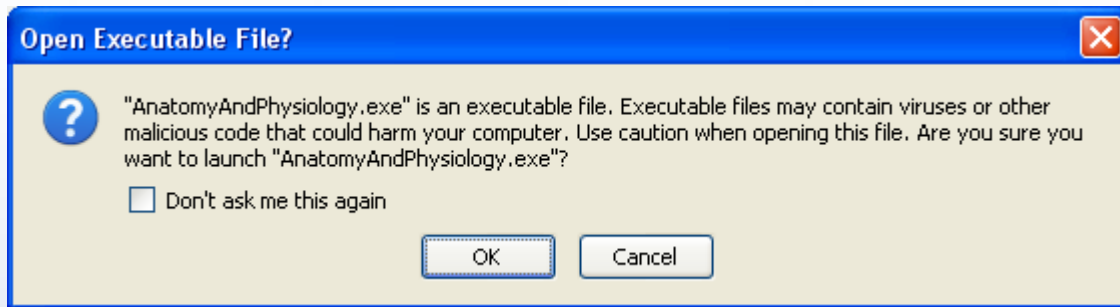 Open Executable File?
"AnatomyAndPhysiology.exe" is an executable file. Executable files may contain viruses or other
malicious code that could harm your computer. Use caution when opening this file. Are you sure you
want to launch "AnatomyAndPhysiology.exe"?
Don't ask me this again
OK Cancel